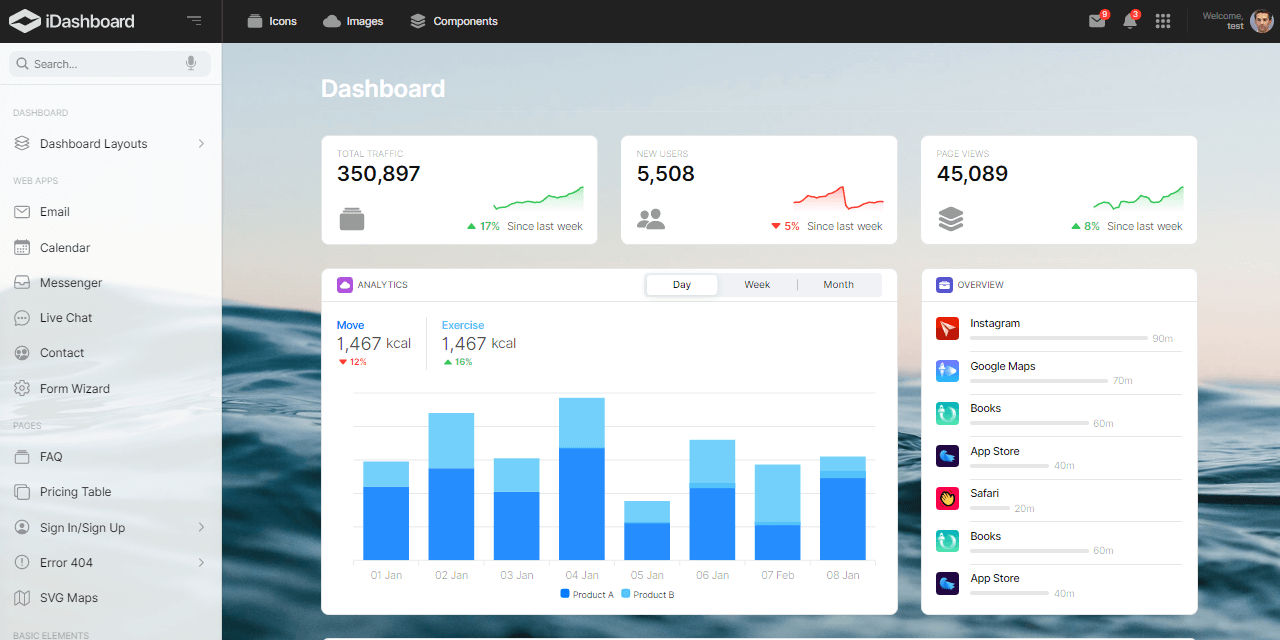 iDashboard
Icons
Images
Components
9
3
Welcome,
test
Search...
DASHBOARD
Dashboard Layouts
WEB APPS
Email
Calendar
Messenger
Live Chat
Contact
Form Wizard
PAGES
FAQ
Pricing Table
Sign In/Sign Up
Error 404
SVG Maps
BASIC ELEMENTS
Dashboard
TOTAL TRAFFIC
350,897
17% Since last week
NEW USERS
5,508
5% Since last week
PAGE VIEWS
45,089
8% Since last week
ANALYTICS
Day
Week
Month
Move
1,467 kcal
12%
Exercise
1,467 kcal
16%
01 Jan
02 Jan
03 Jan
04 Jan
05 Jan
06 Jan
07 Feb
08 Jan
Product A
Product B
OVERVIEW
Instagram
90m
Google Maps
70m
Books
60m
App Store
40m
Safari
20m
Books
60m
App Store
40m